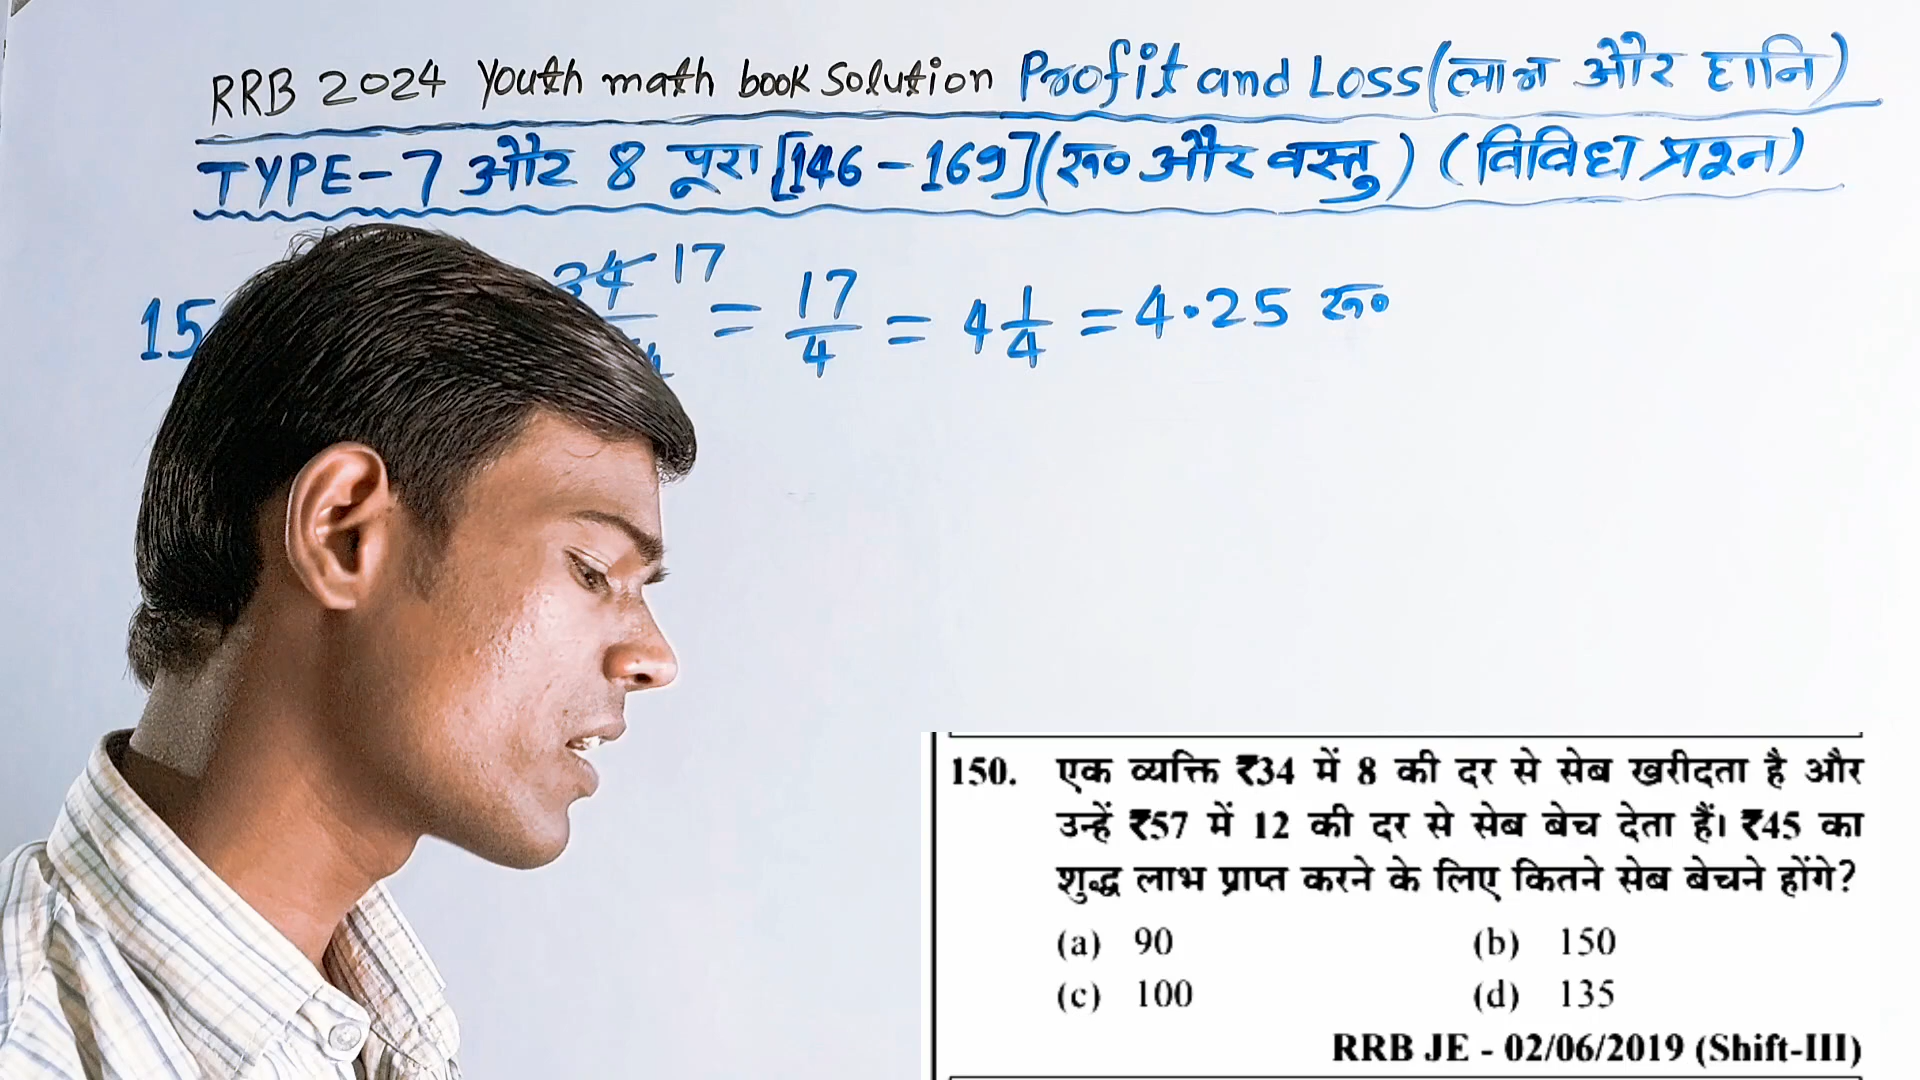 RRB 2024 Youth math book Solution Profit and Loss (लाभ और हानि)
TYPE-7 और 8 पूरा [146-169] (रू० और वस्तु) (विविध प्रश्न)
15 34 17 = 17/4 = 4 1/4 = 4.25 रू०
150. एक व्यक्ति ₹34 में 8 की दर से सेब खरीदता है और
उन्हें ₹57 में 12 की दर से सेब बेच देता हैं। ₹45 का
शुद्ध लाभ प्राप्त करने के लिए कितने सेब बेचने होंगे?
(a) 90 (b) 150
(c) 100 (d) 135
RRB JE - 02/06/2019 (Shift-III)